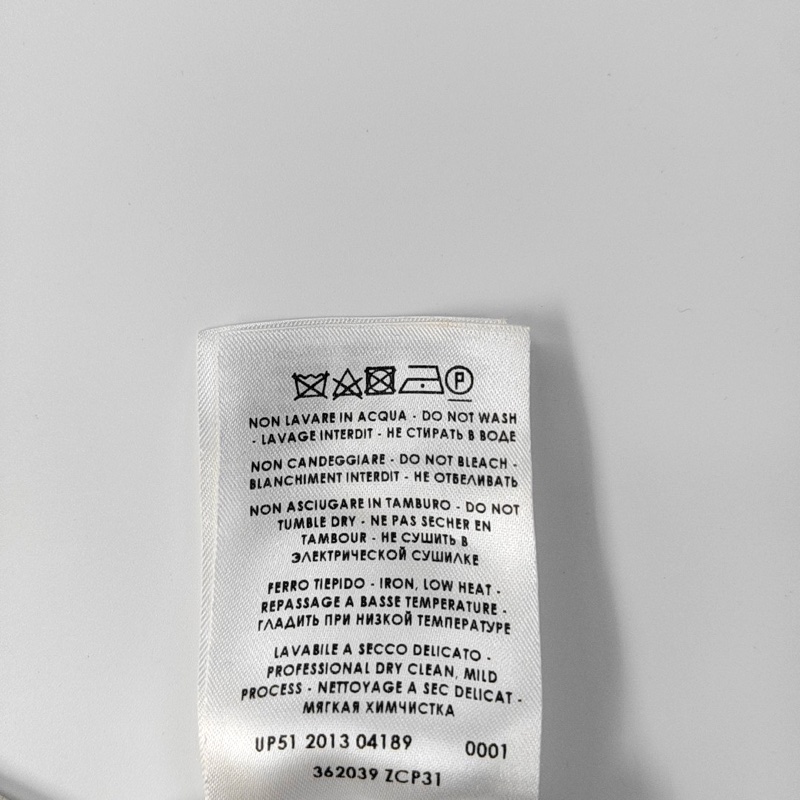 P
NON LAVARE IN ACQUA - DO NOT WASH
- LAVAGE INTERDIT - НЕ СТИРАТЬ В ВОДЕ
NON CANDEGGIARE - DO NOT BLEACH -
BLANCHIMENT INTERDIT - НЕ ОТБЕЛИВАТЬ
NON ASCIUGARE IN TAMBURO - DO NOT
TUMBLE DRY - NE PAS SECHER EN
TAMBOUR - НЕ СУШИТЬ В
ЭЛЕКТРИЧЕСКОЙ СУШИЛКЕ
FERRO TIEPIDO - IRON, LOW HEAT -
REPASSAGE A BASSE TEMPERATURE -
ГЛАДИТЬ ПРИ НИЗКОЙ ТЕМПЕРАТУРЕ
LAVABILE A SECCO DELICATO -
PROFESSIONAL DRY CLEAN, MILD
PROCESS - NETTOYAGE A SEC DELICAT -
МЯГКАЯ ХИМЧИСТКА
UP51 2013 04189 0001
362039 ZCP31